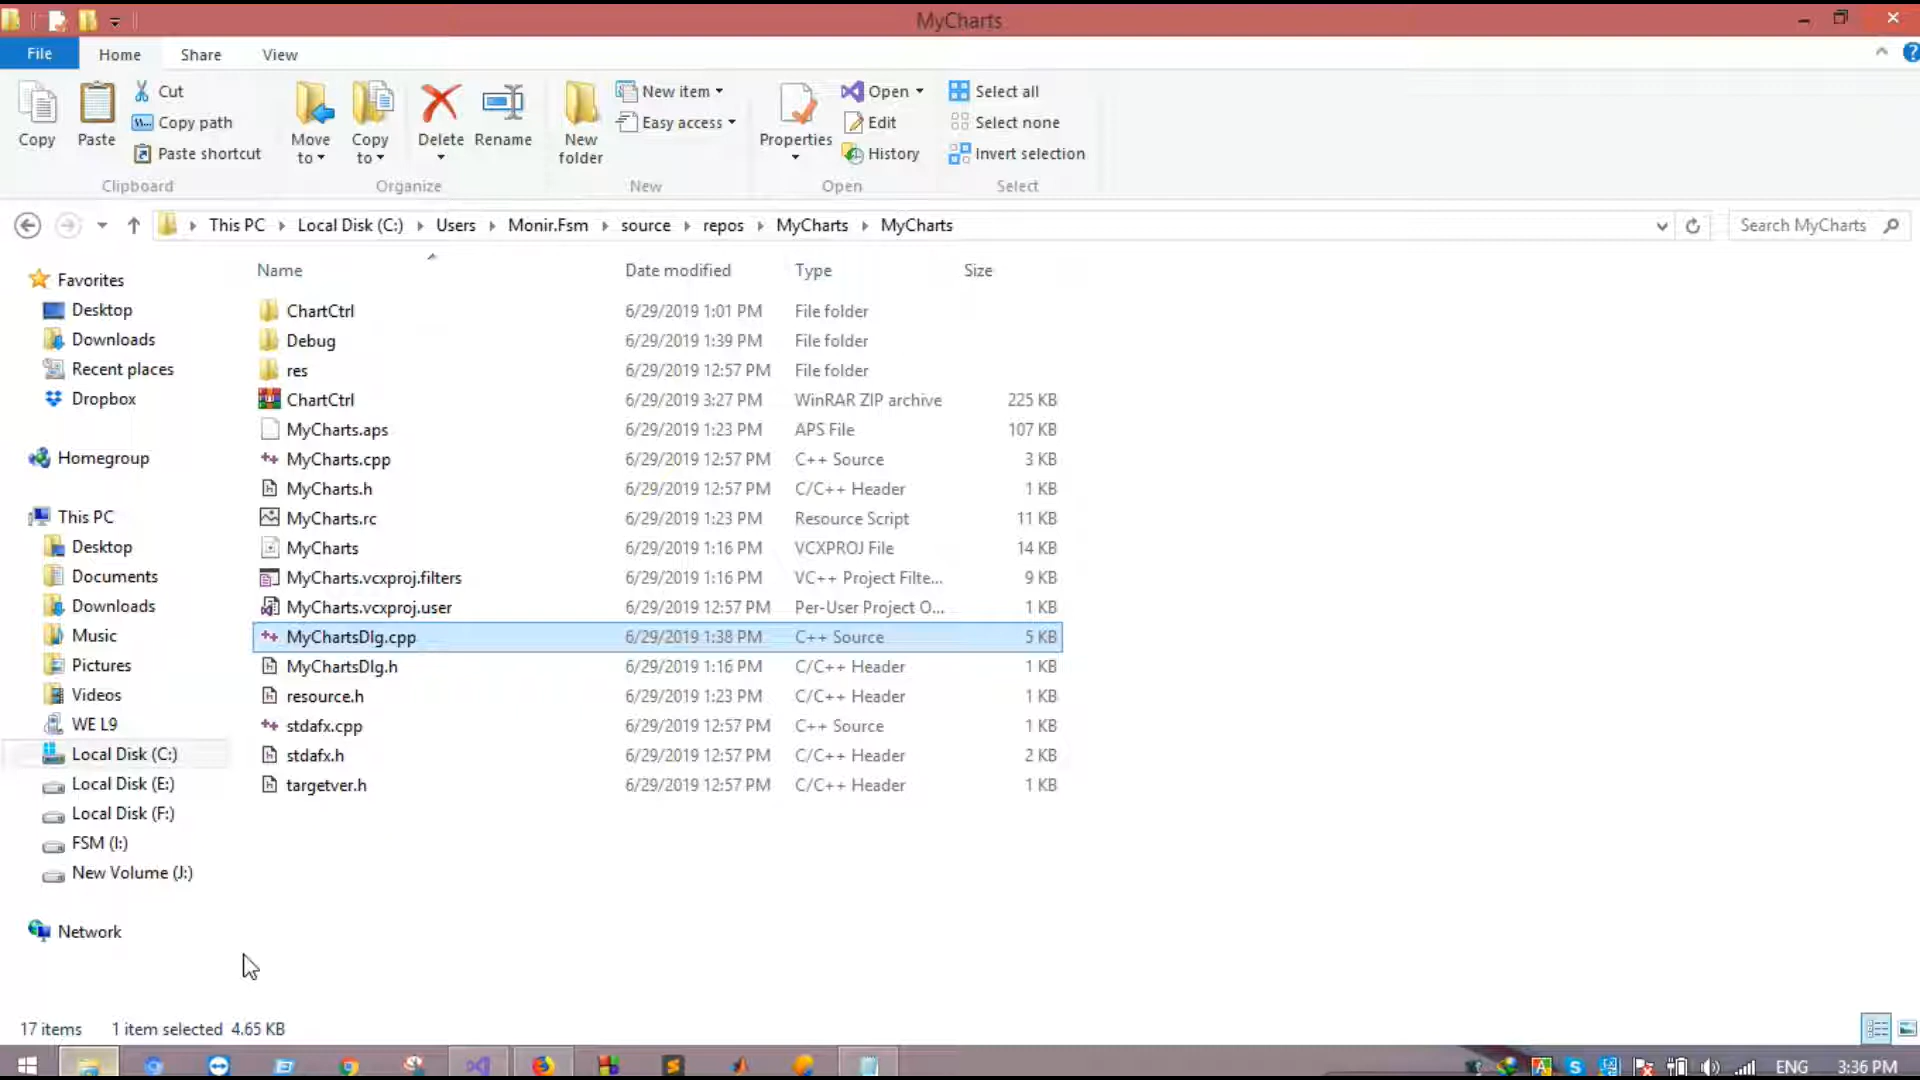 MyCharts
File Home Share View
Copy
Paste
Cut
Copy path
Paste shortcut
Clipboard
Move to
Copy to
Delete
Rename
Organize
New folder
New item
Easy access
New
Properties
Open
Edit
History
Open
Select all
Select none
Invert selection
Select
This PC Local Disk (C:) Users Monir.Fsm source repos MyCharts MyCharts
Search MyCharts
Favorites
Desktop
Downloads
Recent places
Dropbox
Homegroup
This PC
Desktop
Documents
Downloads
Music
Pictures
Videos
WE L9
Local Disk (C:)
Local Disk (E:)
Local Disk (F:)
FSM (I:)
New Volume (J:)
Network
Name Date modified Type Size
ChartCtrl 6/29/2019 1:01 PM File folder
Debug 6/29/2019 1:39 PM File folder
res 6/29/2019 12:57 PM File folder
ChartCtrl 6/29/2019 3:27 PM WinRAR ZIP archive 225 KB
MyCharts.aps 6/29/2019 1:23 PM APS File 107 KB
MyCharts.cpp 6/29/2019 12:57 PM C++ Source 3 KB
MyCharts.h 6/29/2019 12:57 PM C/C++ Header 1 KB
MyCharts.rc 6/29/2019 1:23 PM Resource Script 11 KB
MyCharts 6/29/2019 1:16 PM VCXPROJ File 14 KB
MyCharts.vcxproj.filters 6/29/2019 1:16 PM VC++ Project Filte... 9 KB
MyCharts.vcxproj.user 6/29/2019 12:57 PM Per-User Project O... 1 KB
MyChartsDlg.cpp 6/29/2019 1:38 PM C++ Source 5 KB
MyChartsDlg.h 6/29/2019 1:16 PM C/C++ Header 1 KB
resource.h 6/29/2019 1:23 PM C/C++ Header 1 KB
stdafx.cpp 6/29/2019 12:57 PM C++ Source 1 KB
stdafx.h 6/29/2019 12:57 PM C/C++ Header 2 KB
targetver.h 6/29/2019 12:57 PM C/C++ Header 1 KB
17 items 1 item selected 4.65 KB
ENG 3:36 PM